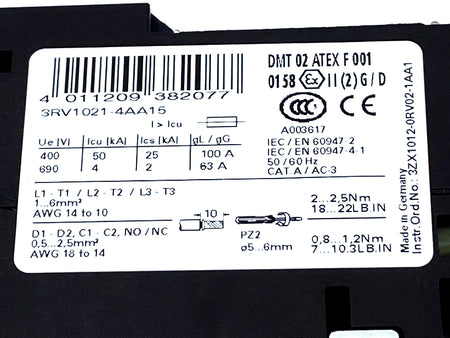 4 011209 382077
3RV1021-4AA15
I > Icu
Ue [V] Icu [kA] Ics [kA] gL / gG
400 50 25 100 A
690 4 2 63 A
DMT 02 ATEX F 001
0158 Ex II (2) G / D
CCC
A003617
IEC / EN 60947-2
IEC / EN 60947-4-1
50 / 60 Hz
CAT. A / AC-3
L1 - T1 / L2 - T2 / L3 - T3
1...6mm²
AWG 14 to 10
D1 - D2, C1 - C2, NO / NC
0,5...2,5mm²
AWG 18 to 14
10
PZ2
ø5...6mm
2...2,5Nm
18...22LB.IN
0,8...1,2Nm
7...10.3LB.IN
Made in Germany
Instr.Ord.No.: 3ZX1012-0RV02-1AA1